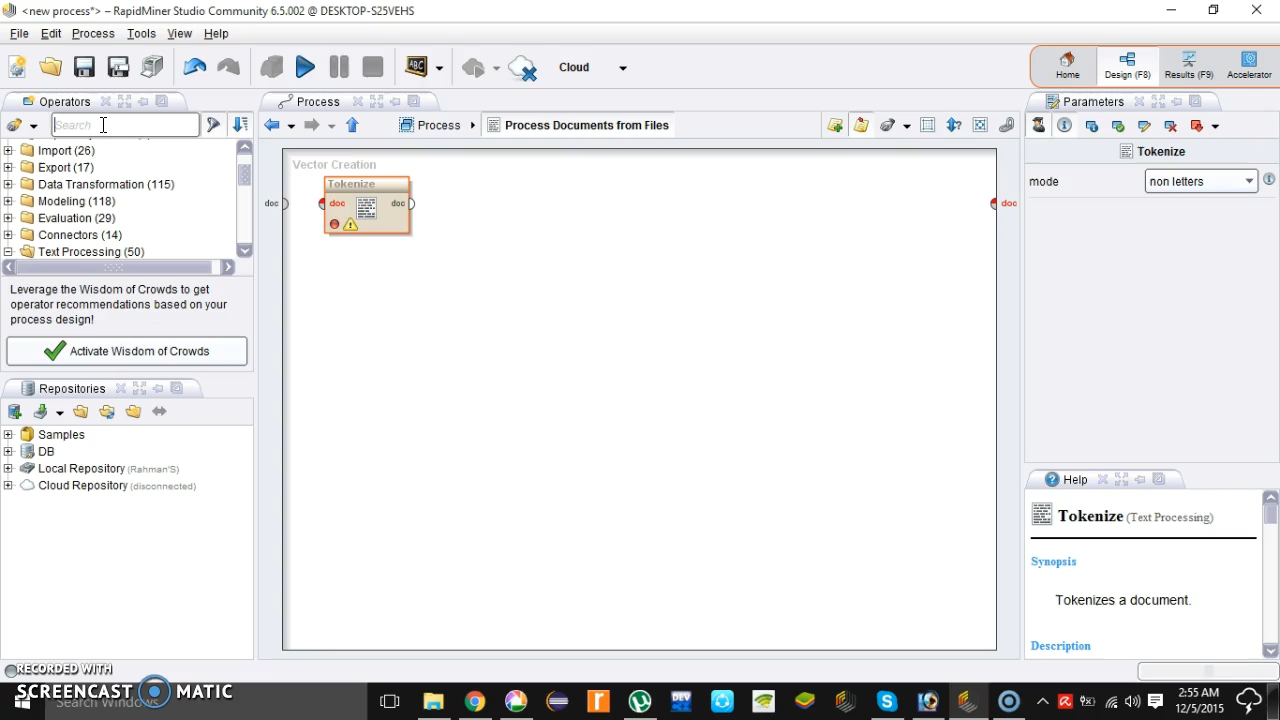 <new process*> – RapidMiner Studio Community 6.5.002 @ DESKTOP-S25VEHS
File Edit Process Tools View Help
ABC Cloud Home Design (F8) Results (F9) Accelerator
Operators Process Parameters
Search Process Process Documents from Files
Import (26)
Export (17)
Data Transformation (115)
Modeling (118)
Evaluation (29)
Connectors (14)
Text Processing (50)
Leverage the Wisdom of Crowds to get
operator recommendations based on your
process design!
Activate Wisdom of Crowds
Repositories
Samples
DB
Local Repository (Rahman'S)
Cloud Repository (disconnected)
Vector Creation
Tokenize
doc doc doc doc
Tokenize
mode non letters
Help
Tokenize (Text Processing)
Synopsis
Tokenizes a document.
Description
RECORDED WITH
SCREENCAST MATIC
Search Windows
DEV
2:55 AM
12/5/2015